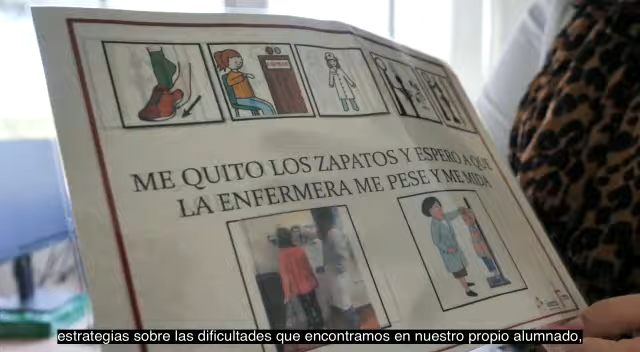 ME QUITO LOS ZAPATOS Y ESPERO A QUE
LA ENFERMERA ME PESE Y ME MIDA
estrategias sobre las dificultades que encontramos en nuestro propio alumnado,